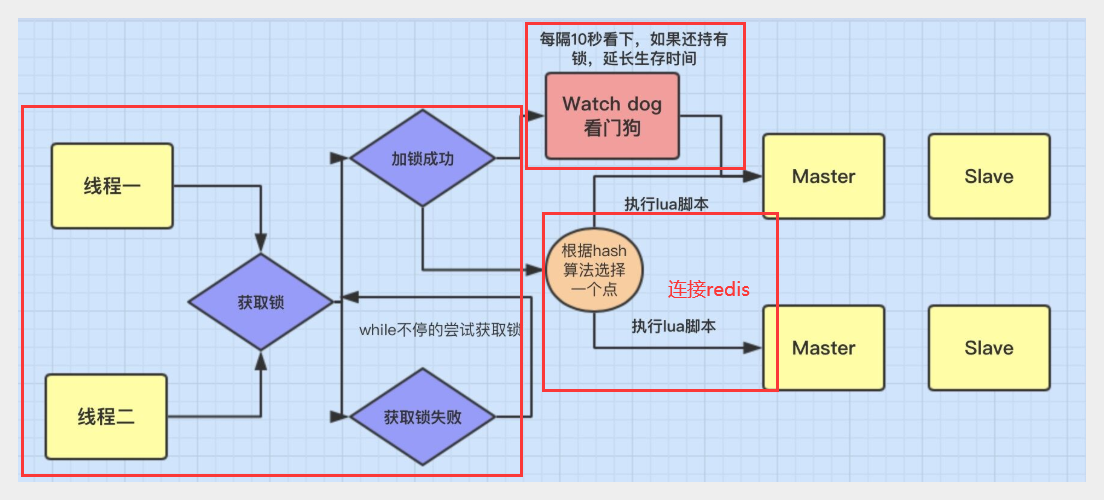 每隔10秒看下，如果还持有
锁，延长生存时间
Watch dog
看门狗
加锁成功
线程一
Master
Slave
执行lua脚本
根据hash
算法选择
一个点
连接redis
获取锁
while不停的尝试获取锁
执行lua脚本
Master
Slave
线程二
获取锁失败